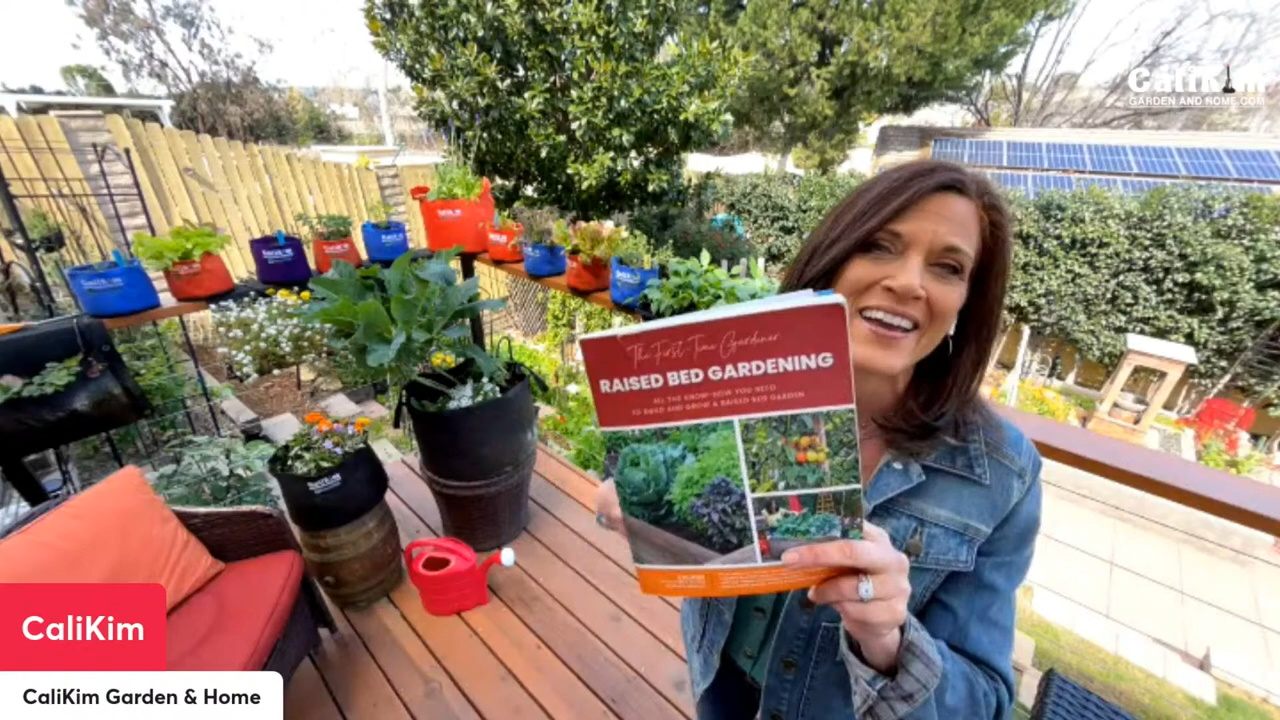 CaliKim
GARDEN AND HOME.COM
The First-Time Gardener
RAISED BED GARDENING
ALL THE KNOW-HOW YOU NEED
TO BUILD AND GROW A RAISED BED GARDEN
CaliKim
CaliKim Garden & Home